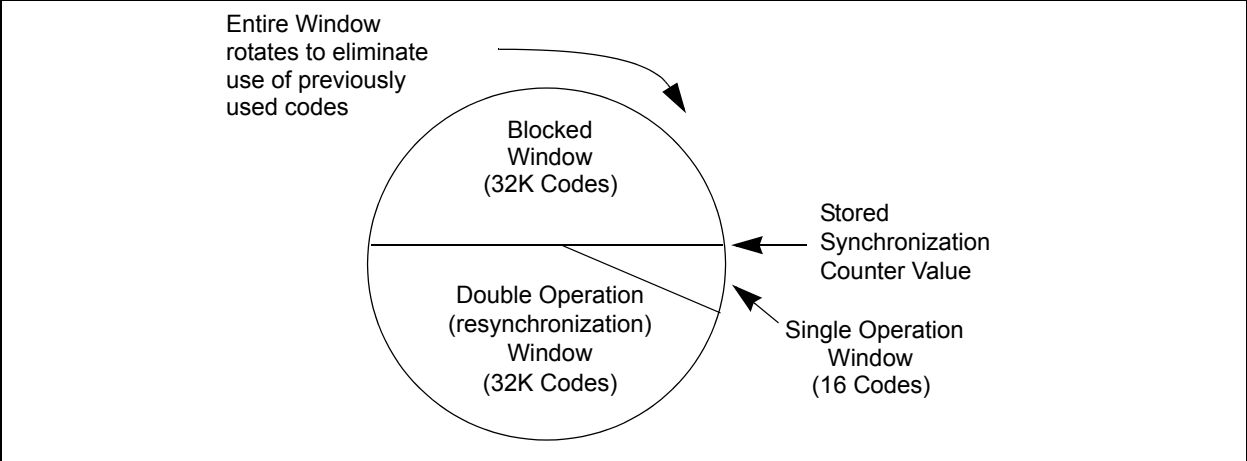 Entire Window
rotates to eliminate
use of previously
used codes
Blocked
Window
(32K Codes)
Stored
Synchronization
Counter Value
Double Operation
(resynchronization)
Window
(32K Codes)
Single Operation
Window
(16 Codes)